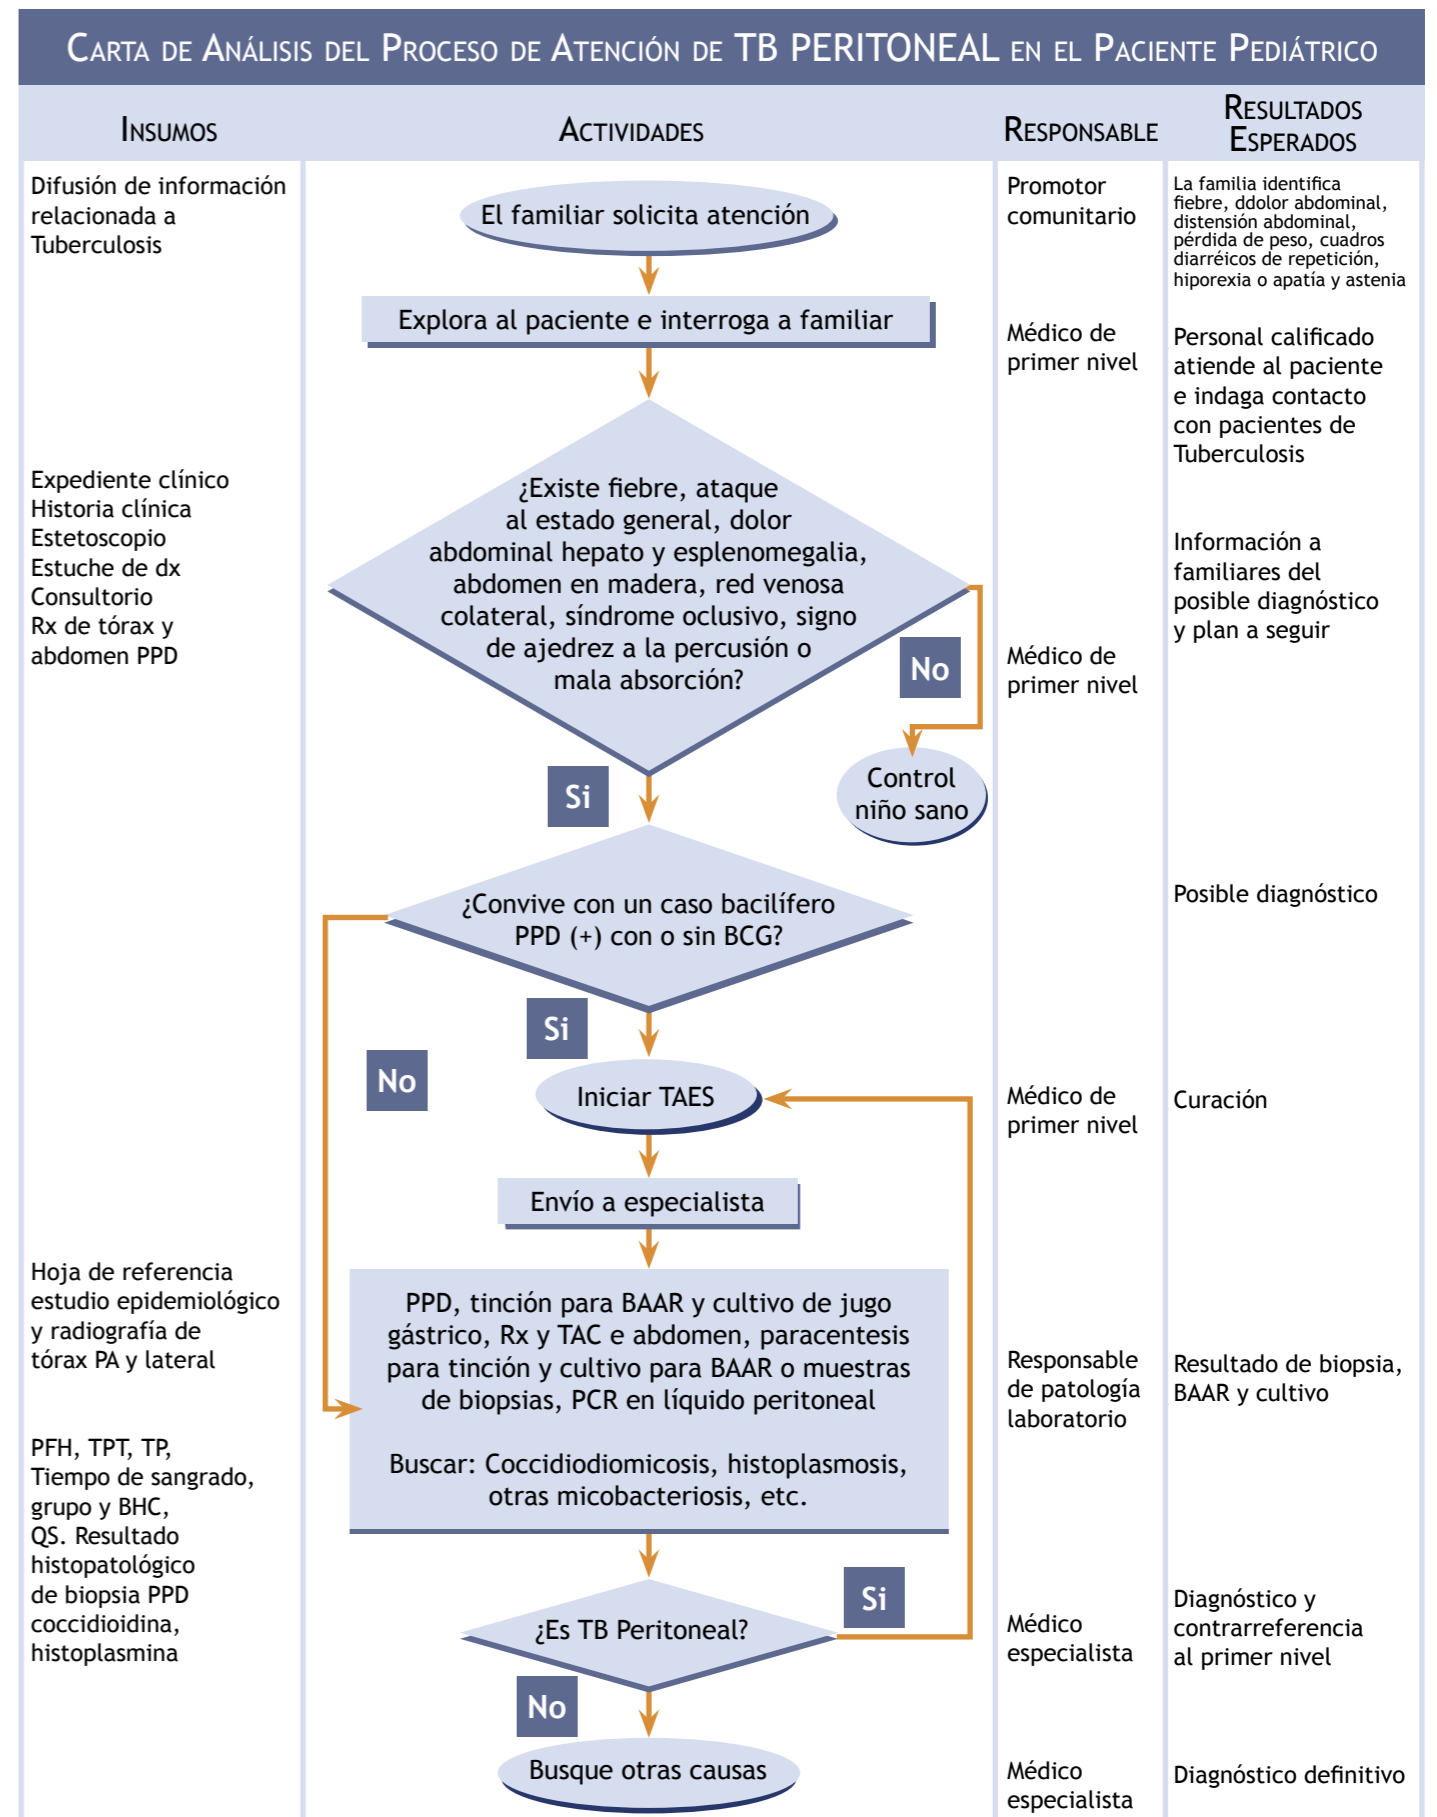 Carta de Análisis del Proceso de Atención de TB PERITONEAL en el Paciente Pediátrico
Insumos
Actividades
Responsable
Resultados
Esperados
Difusión de información
relacionada a
Tuberculosis
El familiar solicita atención
Promotor
comunitario
La familia identifica
fiebre, ddolor abdominal,
distensión abdominal,
pérdida de peso, cuadros
diarréicos de repetición,
hiporexia o apatía y astenia
Explora al paciente e interroga a familiar
Médico de
primer nivel
Personal calificado
atiende al paciente
e indaga contacto
con pacientes de
Tuberculosis
Expediente clínico
Historia clínica
Estetoscopio
Estuche de dx
Consultorio
Rx de tórax y
abdomen PPD
¿Existe fiebre, ataque
al estado general, dolor
abdominal hepato y esplenomegalia,
abdomen en madera, red venosa
colateral, síndrome oclusivo, signo
de ajedrez a la percusión o
mala absorción?
No
Médico de
primer nivel
Información a
familiares del
posible diagnóstico
y plan a seguir
Control
niño sano
Si
¿Convive con un caso bacilífero
PPD (+) con o sin BCG?
Posible diagnóstico
Si
No
Iniciar TAES
Médico de
primer nivel
Curación
Envío a especialista
Hoja de referencia
estudio epidemiológico
y radiografía de
tórax PA y lateral
PPD, tinción para BAAR y cultivo de jugo
gástrico, Rx y TAC e abdomen, paracentesis
para tinción y cultivo para BAAR o muestras
de biopsias, PCR en líquido peritoneal
Buscar: Coccidiodiomicosis, histoplasmosis,
otras micobacteriosis, etc.
Responsable
de patología
laboratorio
Resultado de biopsia,
BAAR y cultivo
PFH, TPT, TP,
Tiempo de sangrado,
grupo y BHC,
QS. Resultado
histopatológico
de biopsia PPD
coccidioidina,
histoplasmina
¿Es TB Peritoneal?
Si
Médico
especialista
Diagnóstico y
contrarreferencia
al primer nivel
No
Busque otras causas
Médico
especialista
Diagnóstico definitivo